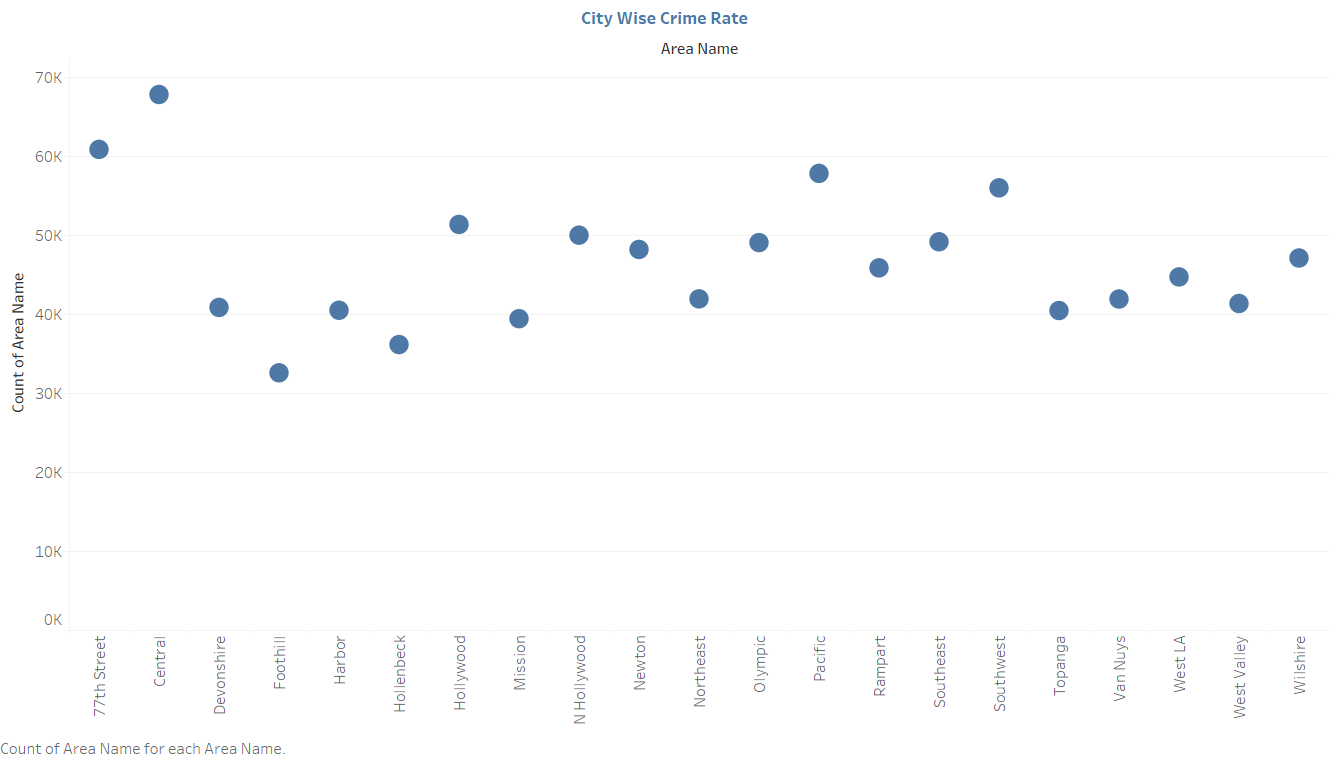 City Wise Crime Rate
Area Name
70K
60K
50K
40K
30K
20K
10K
0K
Count of Area Name
77th Street
Central
Devonshire
Foothill
Harbor
Hollenbeck
Hollywood
Mission
N Hollywood
Newton
Northeast
Olympic
Pacific
Rampart
Southeast
Southwest
Topanga
Van Nuys
West LA
West Valley
Wilshire
Count of Area Name for each Area Name.